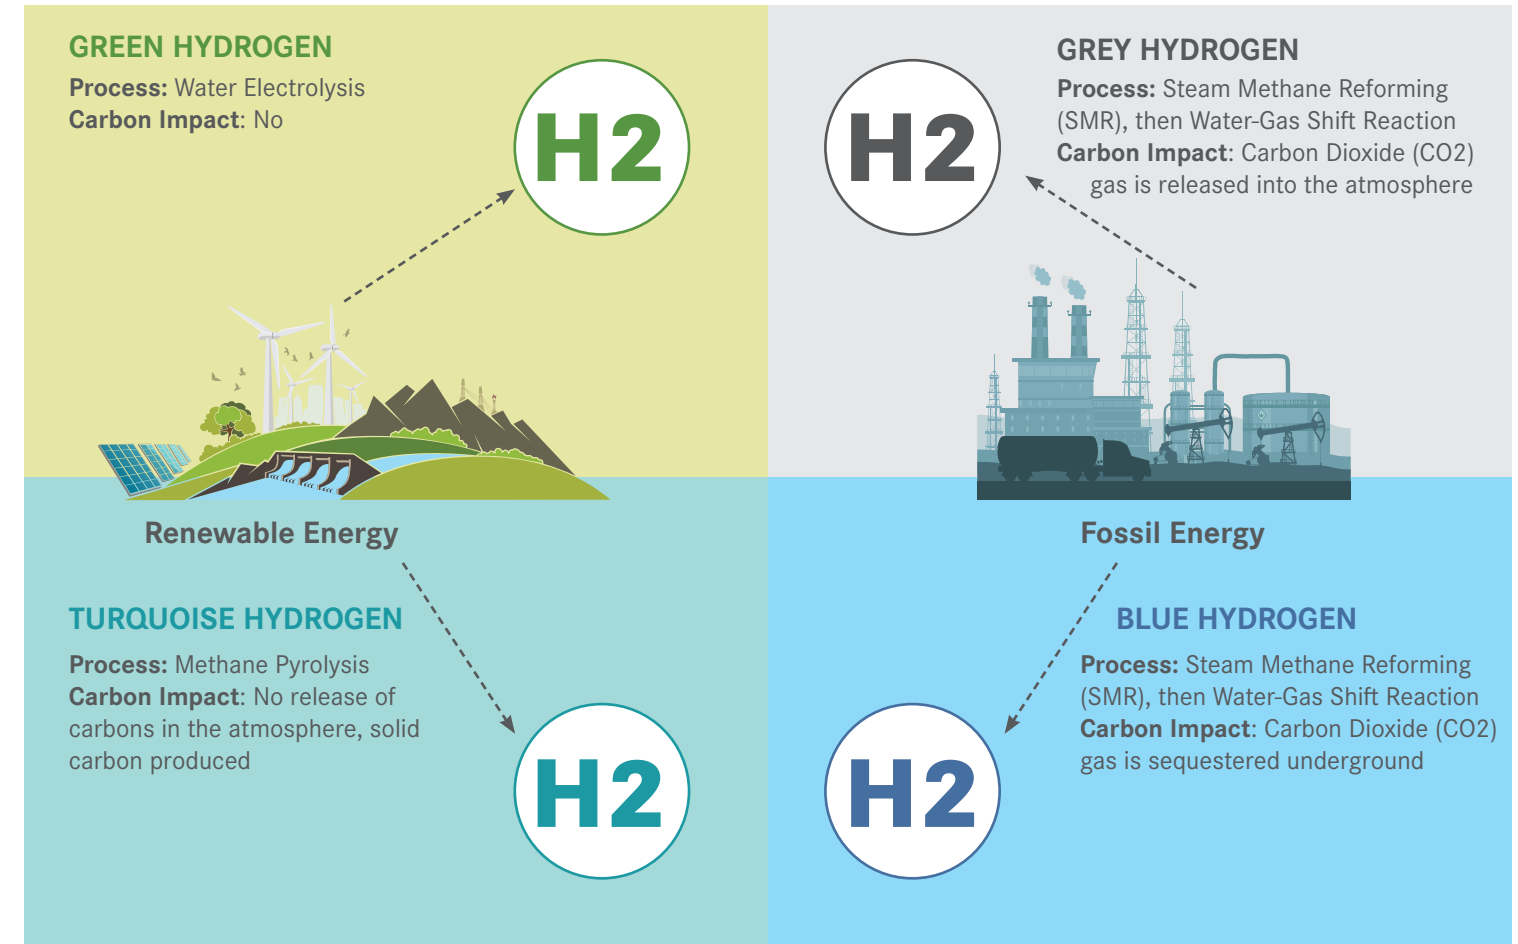 GREEN HYDROGEN
Process: Water Electrolysis
Carbon Impact: No
H2
GREY HYDROGEN
Process: Steam Methane Reforming
(SMR), then Water-Gas Shift Reaction
Carbon Impact: Carbon Dioxide (CO2)
gas is released into the atmosphere
H2
Renewable Energy
Fossil Energy
TURQUOISE HYDROGEN
Process: Methane Pyrolysis
Carbon Impact: No release of
carbons in the atmosphere, solid
carbon produced
H2
BLUE HYDROGEN
Process: Steam Methane Reforming
(SMR), then Water-Gas Shift Reaction
Carbon Impact: Carbon Dioxide (CO2)
gas is sequestered underground
H2